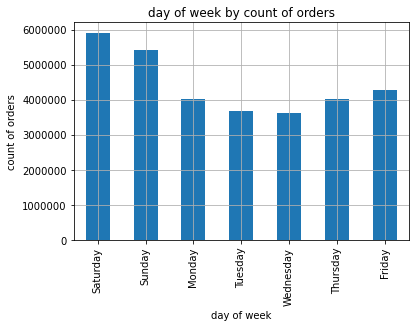 day of week by count of orders
count of orders
6000000
5000000
4000000
3000000
2000000
1000000
0
Saturday
Sunday
Monday
Tuesday
Wednesday
Thursday
Friday
day of week